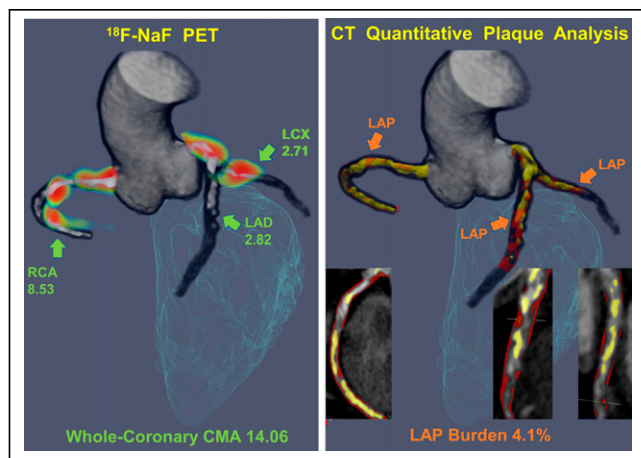 ¹⁸F-NaF PET
LCX
2.71
LAD
2.82
RCA
8.53
Whole-Coronary CMA 14.06
CT Quantitative Plaque Analysis
LAP
LAP
LAP
LAP Burden 4.1%